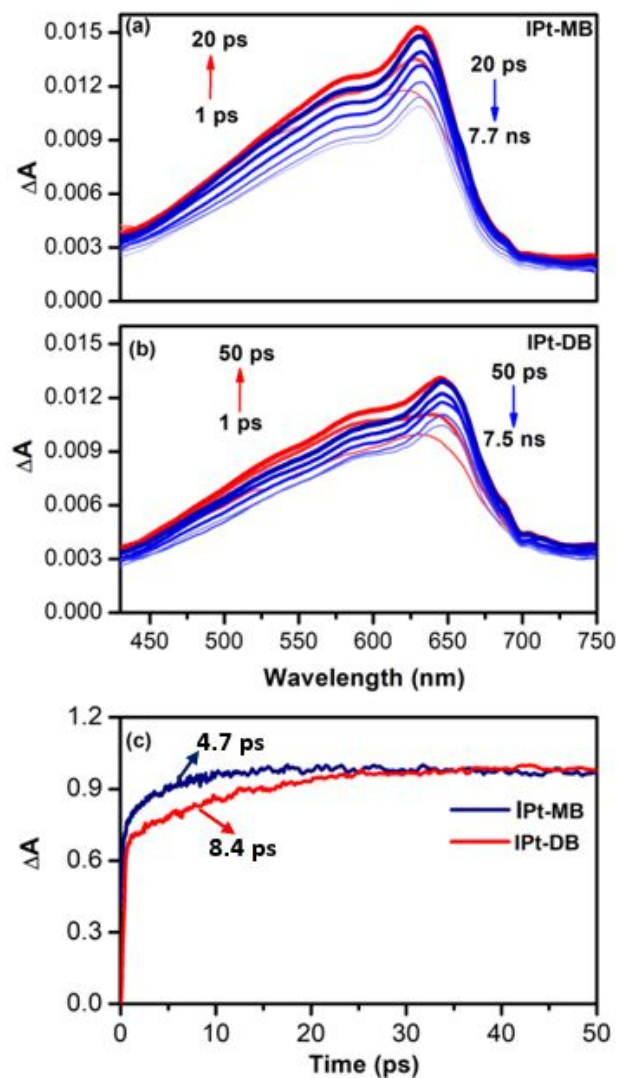 (a)
IPt-MB
20 ps
1 ps
20 ps
7.7 ns
0.015
0.012
0.009
0.006
0.003
0.000
ΔA
(b)
IPt-DB
50 ps
1 ps
50 ps
7.5 ns
0.015
0.012
0.009
0.006
0.003
0.000
ΔA
450 500 550 600 650 700 750
Wavelength (nm)
(c)
4.7 ps
8.4 ps
IPt-MB
IPt-DB
1.2
0.9
0.6
0.3
0.0
ΔA
0 10 20 30 40 50
Time (ps)